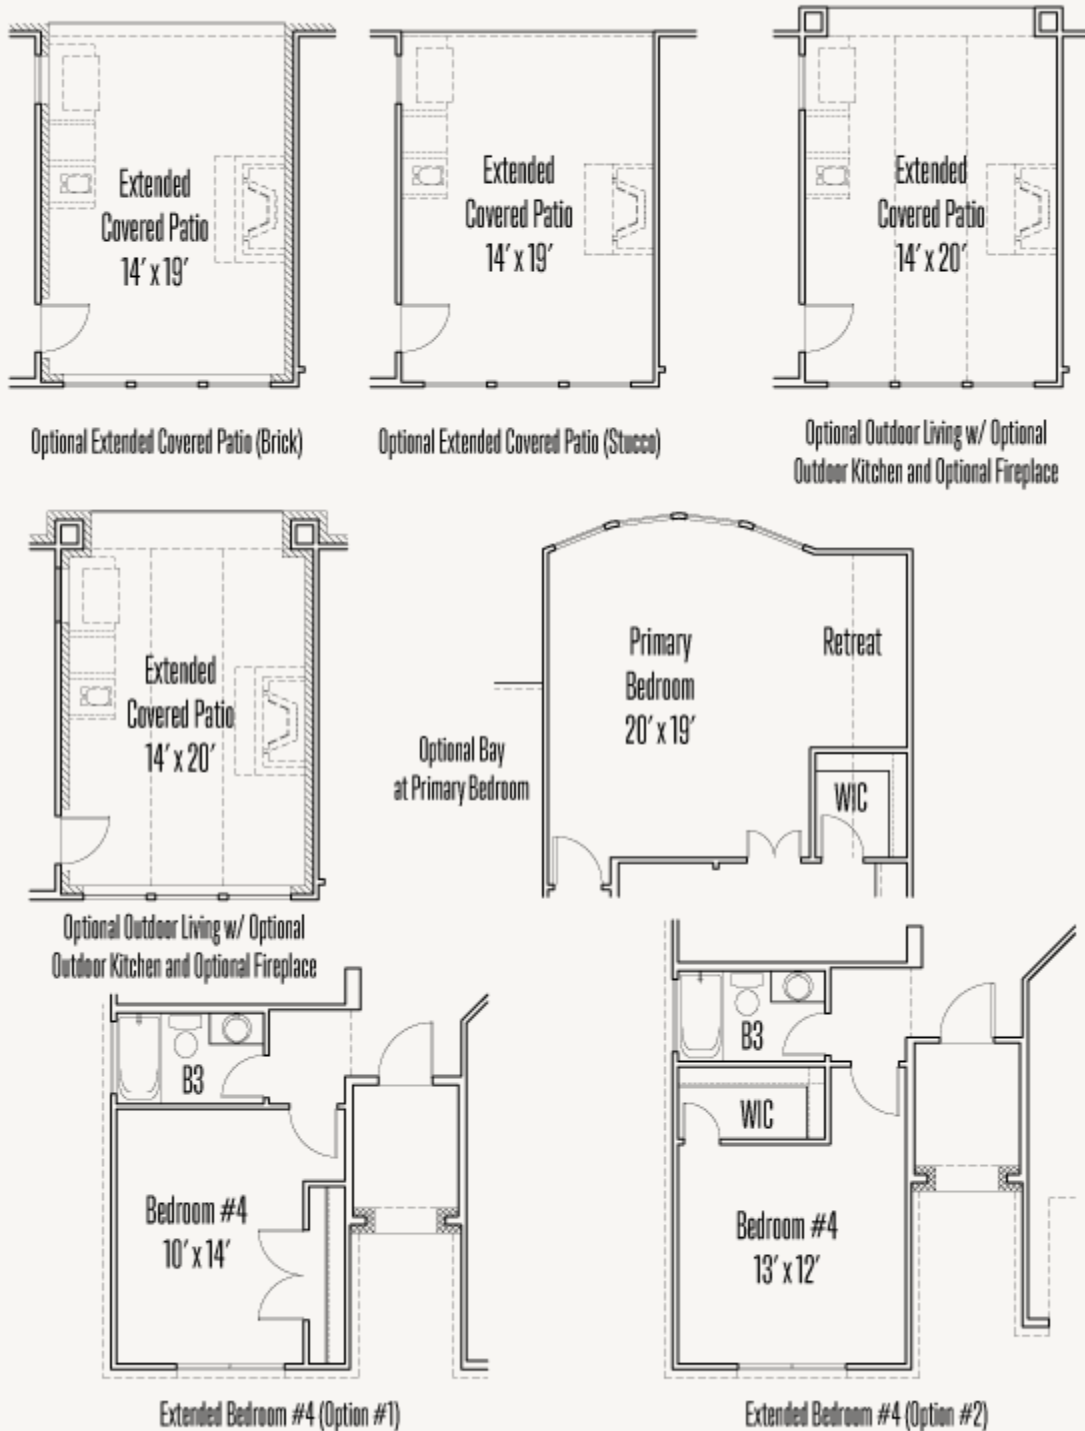 Extended
Covered Patio
14' x 19'
Optional Extended Covered Patio (Brick)
Extended
Covered Patio
14' x 19'
Optional Extended Covered Patio (Stucco)
Extended
Covered Patio
14' x 20'
Optional Outdoor Living w/ Optional
Outdoor Kitchen and Optional Fireplace
Extended
Covered Patio
14' x 20'
Optional Outdoor Living w/ Optional
Outdoor Kitchen and Optional Fireplace
Primary
Bedroom
20' x 19'
Retreat
WIC
Optional Bay
at Primary Bedroom
B3
Bedroom #4
10' x 14'
Extended Bedroom #4 (Option #1)
B3
WIC
Bedroom #4
13' x 12'
Extended Bedroom #4 (Option #2)